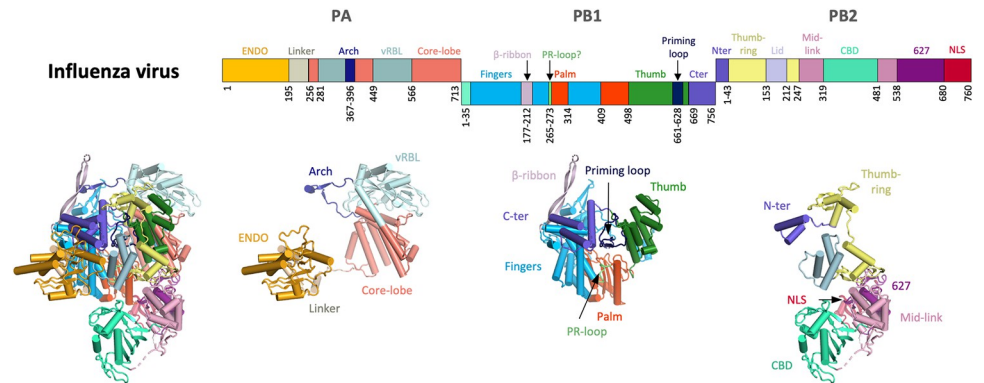 PA PB1 PB2
Influenza virus
ENDO Linker Arch vRBL Core-lobe
1 195 256 281 367-396 449 566 713
β-ribbon PR-loop? Priming loop
Fingers Palm Thumb Cter
1-35 177-212 265-273 314 409 498 661-628 669 756
Nter Thumb-ring Lid Mid-link CBD 627 NLS
1-43 153 212 247 319 481 538 680 760
vRBL
Arch
ENDO
Core-lobe
Linker
β-ribbon
Priming loop
Thumb
C-ter
Fingers
Palm
PR-loop
Thumb-ring
N-ter
627
NLS
Mid-link
CBD